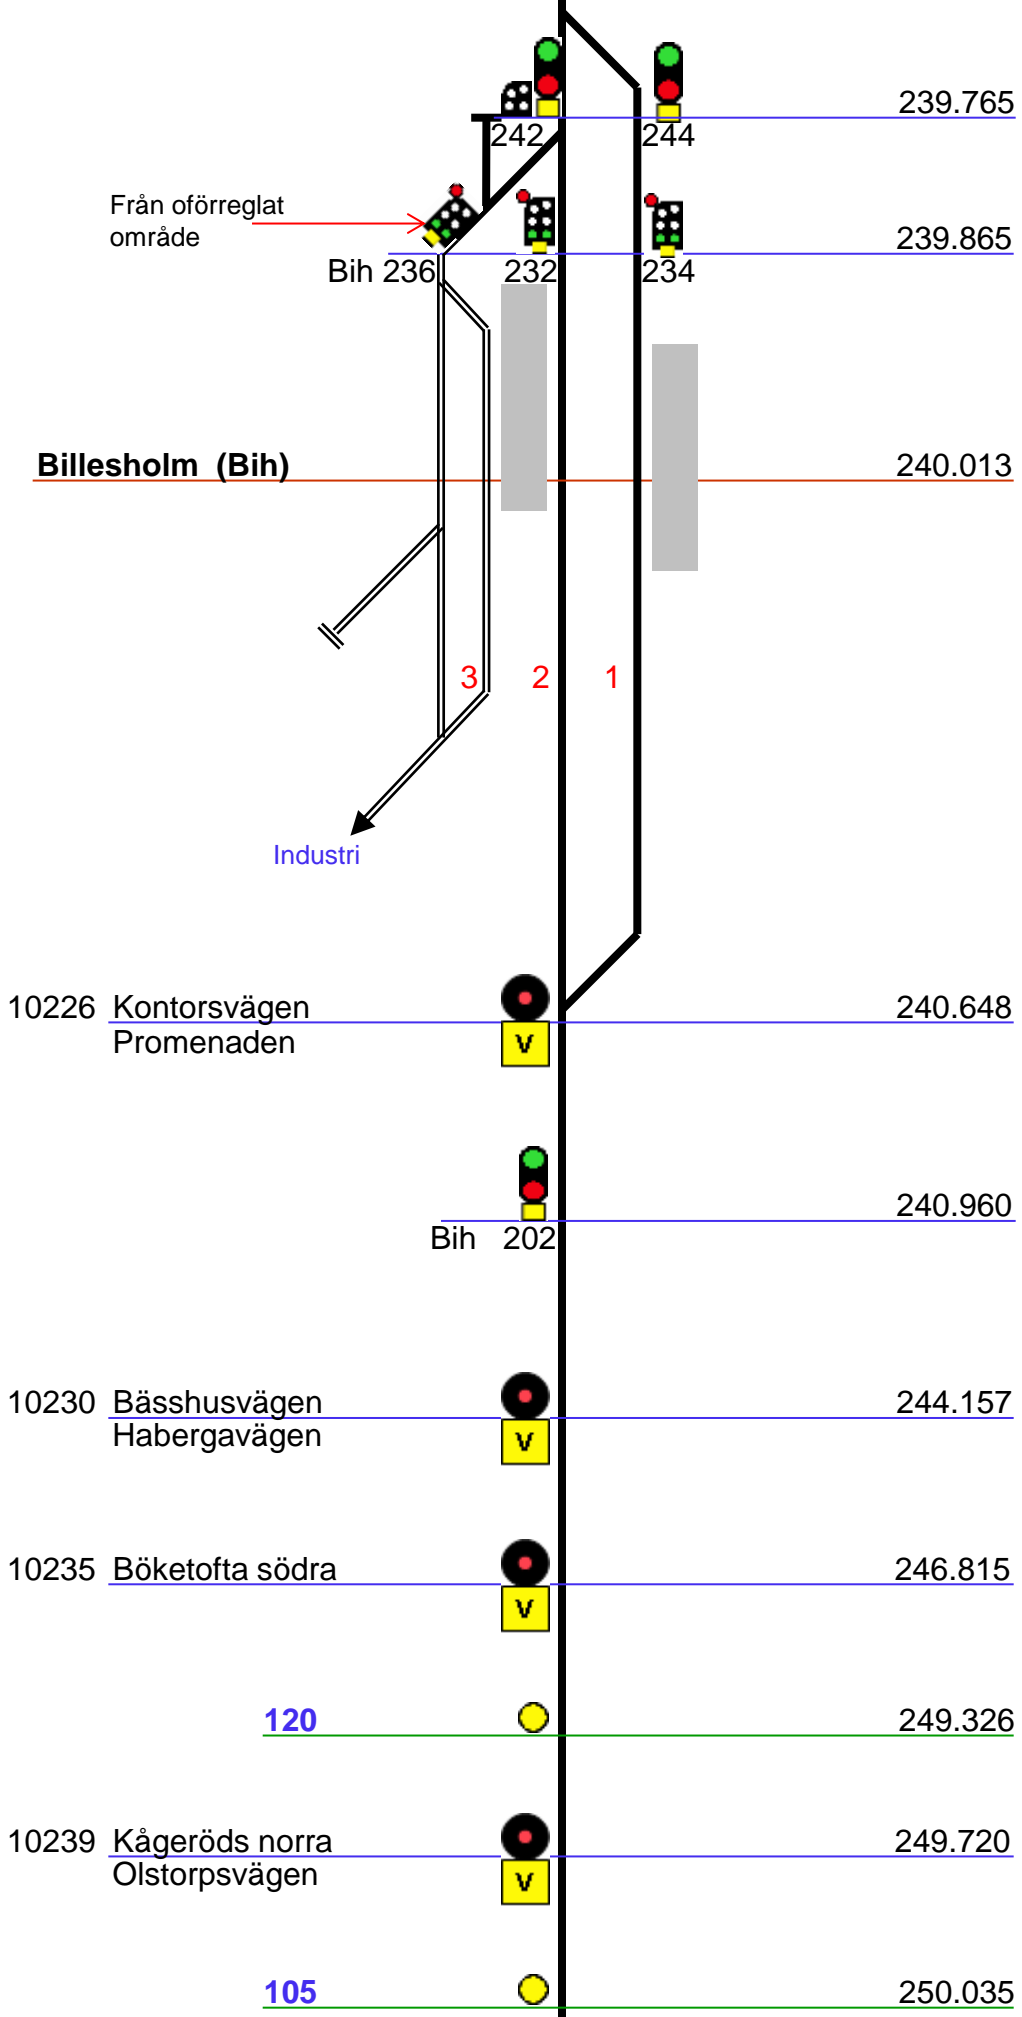 239.765
242
244
Från oförreglat
område
239.865
Bih 236
232
234
Billesholm (Bih)
240.013
3
2
1
Industri
10226 Kontorsvägen
240.648
Promenaden
V
240.960
Bih 202
10230 Bässhusvägen
244.157
Habergavägen
V
10235 Böketofta södra
246.815
V
120
249.326
10239 Kågeröds norra
249.720
Olstorpsvägen
V
105
250.035